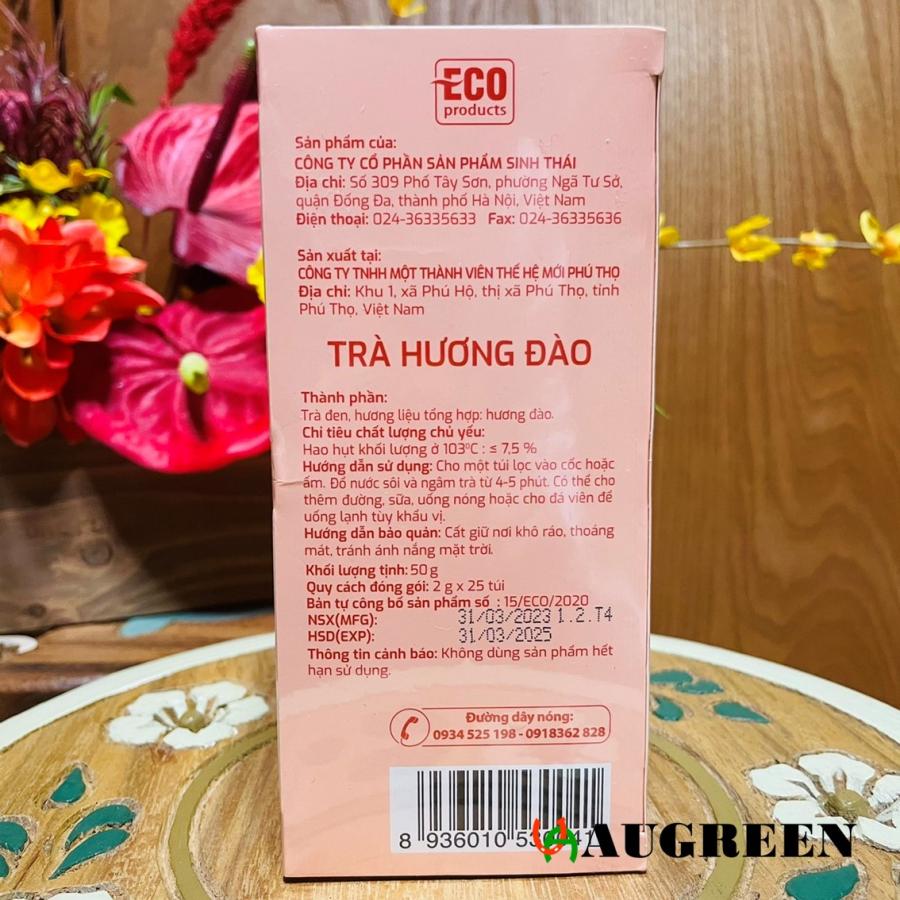 ECO
products
Sản phẩm của:
CÔNG TY CỔ PHẦN SẢN PHẨM SINH THÁI
Địa chỉ: Số 309 Phố Tây Sơn, phường Ngã Tư Sở,
quận Đống Đa, thành phố Hà Nội, Việt Nam
Điện thoại: 024-36335633 Fax: 024-36335636
Sản xuất tại:
CÔNG TY TNHH MỘT THÀNH VIÊN THẾ HỆ MỚI PHÚ THỌ
Địa chỉ: Khu 1, xã Phú Hộ, thị xã Phú Thọ, tỉnh
Phú Thọ, Việt Nam
TRÀ HƯƠNG ĐÀO
Thành phần:
Trà đen, hương liệu tổng hợp: hương đào.
Chỉ tiêu chất lượng chủ yếu:
Hao hụt khối lượng ở 103⁰C : ≤ 7,5 %
Hướng dẫn sử dụng: Cho một túi lọc vào cốc hoặc
ấm. Đổ nước sôi và ngâm trà từ 4-5 phút. Có thể cho
thêm đường, sữa, uống nóng hoặc cho đá viên để
uống lạnh tùy khẩu vị.
Hướng dẫn bảo quản: Cất giữ nơi khô ráo, thoáng
mát, tránh ánh nắng mặt trời.
Khối lượng tịnh: 50 g
Quy cách đóng gói: 2 g x 25 túi
Bản tự công bố sản phẩm số : 15/ECO/2020
NSX(MFG): 31/03/2023 1.2.T4
HSD(EXP): 31/03/2025
Thông tin cảnh báo: Không dùng sản phẩm hết
hạn sử dụng.
Đường dây nóng:
0934 525 198 - 0918362 828
8 936010 53
AUGREEN